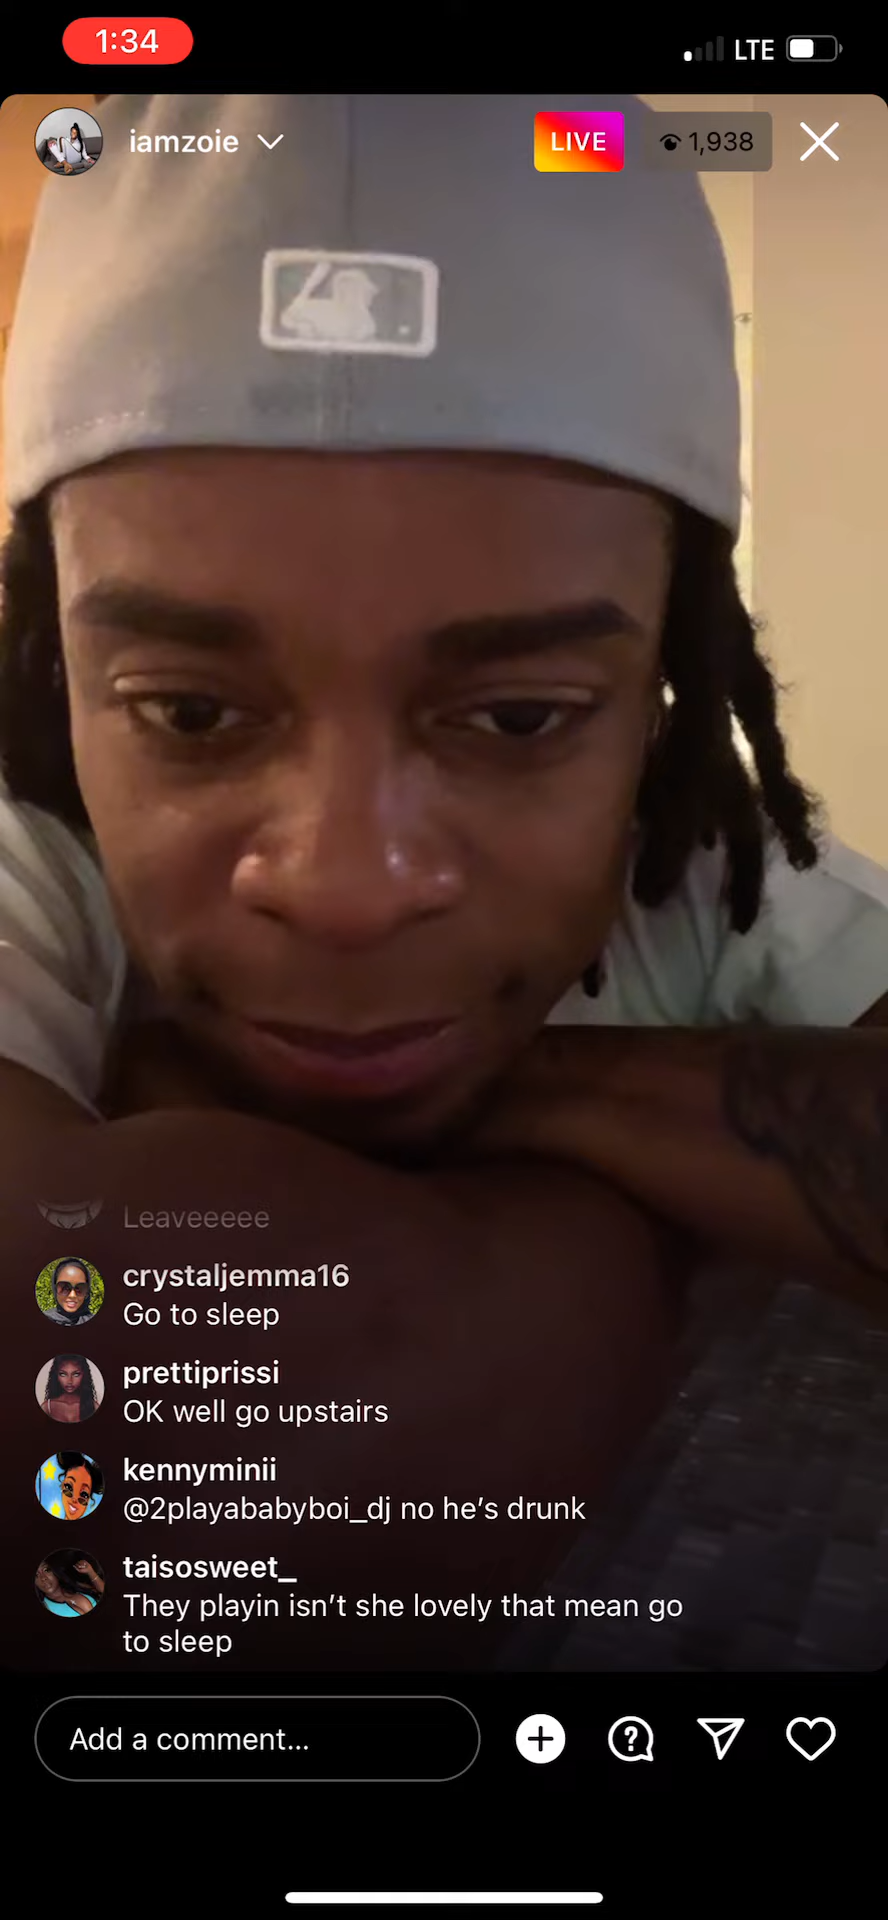 1:34
LTE
iamzoie
LIVE
1,938
Leaveeeee
crystaljemma16
Go to sleep
prettiprissi
OK well go upstairs
kennyminii
@2playababyboi_dj no he's drunk
taisosweet_
They playin isn't she lovely that mean go
to sleep
Add a comment...